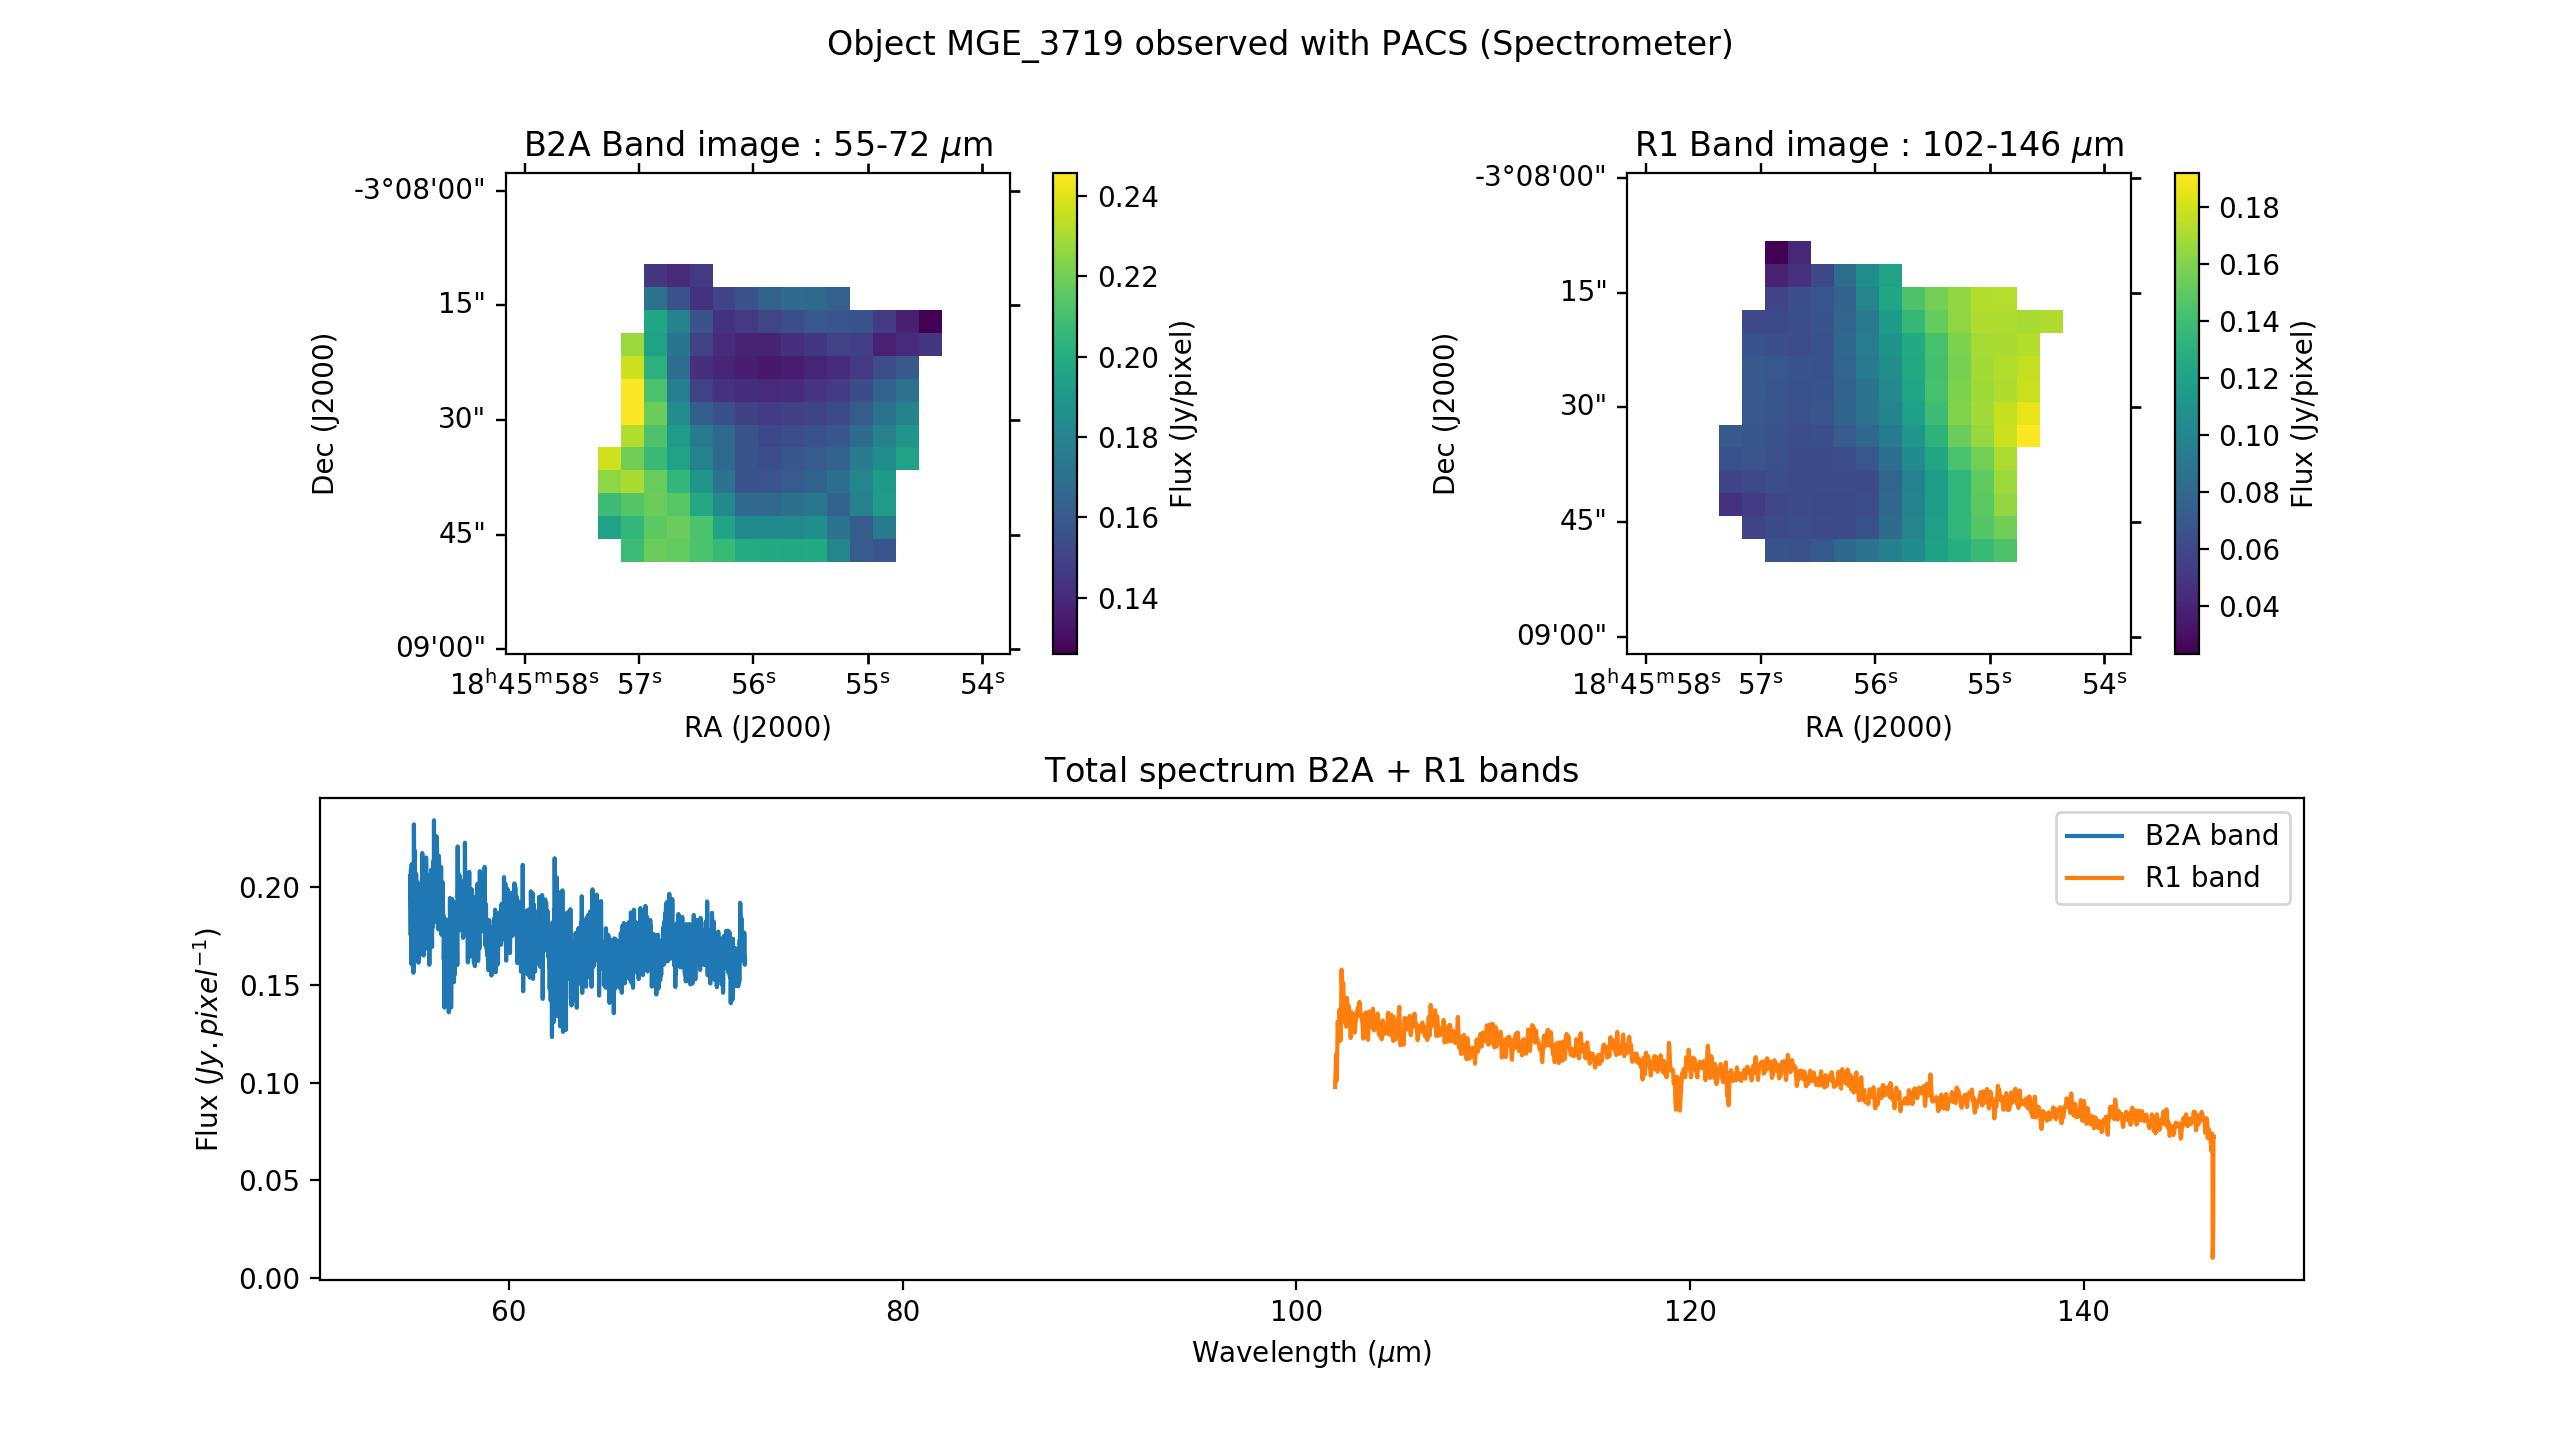 Object MGE_3719 observed with PACS (Spectrometer)
B2A Band image : 55-72 μm
-3°08'00"
15"
30"
45"
09'00"
Dec (J2000)
18ʰ45ᵐ58ˢ 57ˢ 56ˢ 55ˢ 54ˢ
RA (J2000)
0.24
0.22
0.20
0.18
0.16
0.14
Flux (Jy/pixel)
R1 Band image : 102-146 μm
-3°08'00"
15"
30"
45"
09'00"
Dec (J2000)
18ʰ45ᵐ58ˢ 57ˢ 56ˢ 55ˢ 54ˢ
RA (J2000)
0.18
0.16
0.14
0.12
0.10
0.08
0.06
0.04
Flux (Jy/pixel)
Total spectrum B2A + R1 bands
B2A band
R1 band
0.20
0.15
0.10
0.05
0.00
Flux (Jy.pixel⁻¹)
60 80 100 120 140
Wavelength (μm)